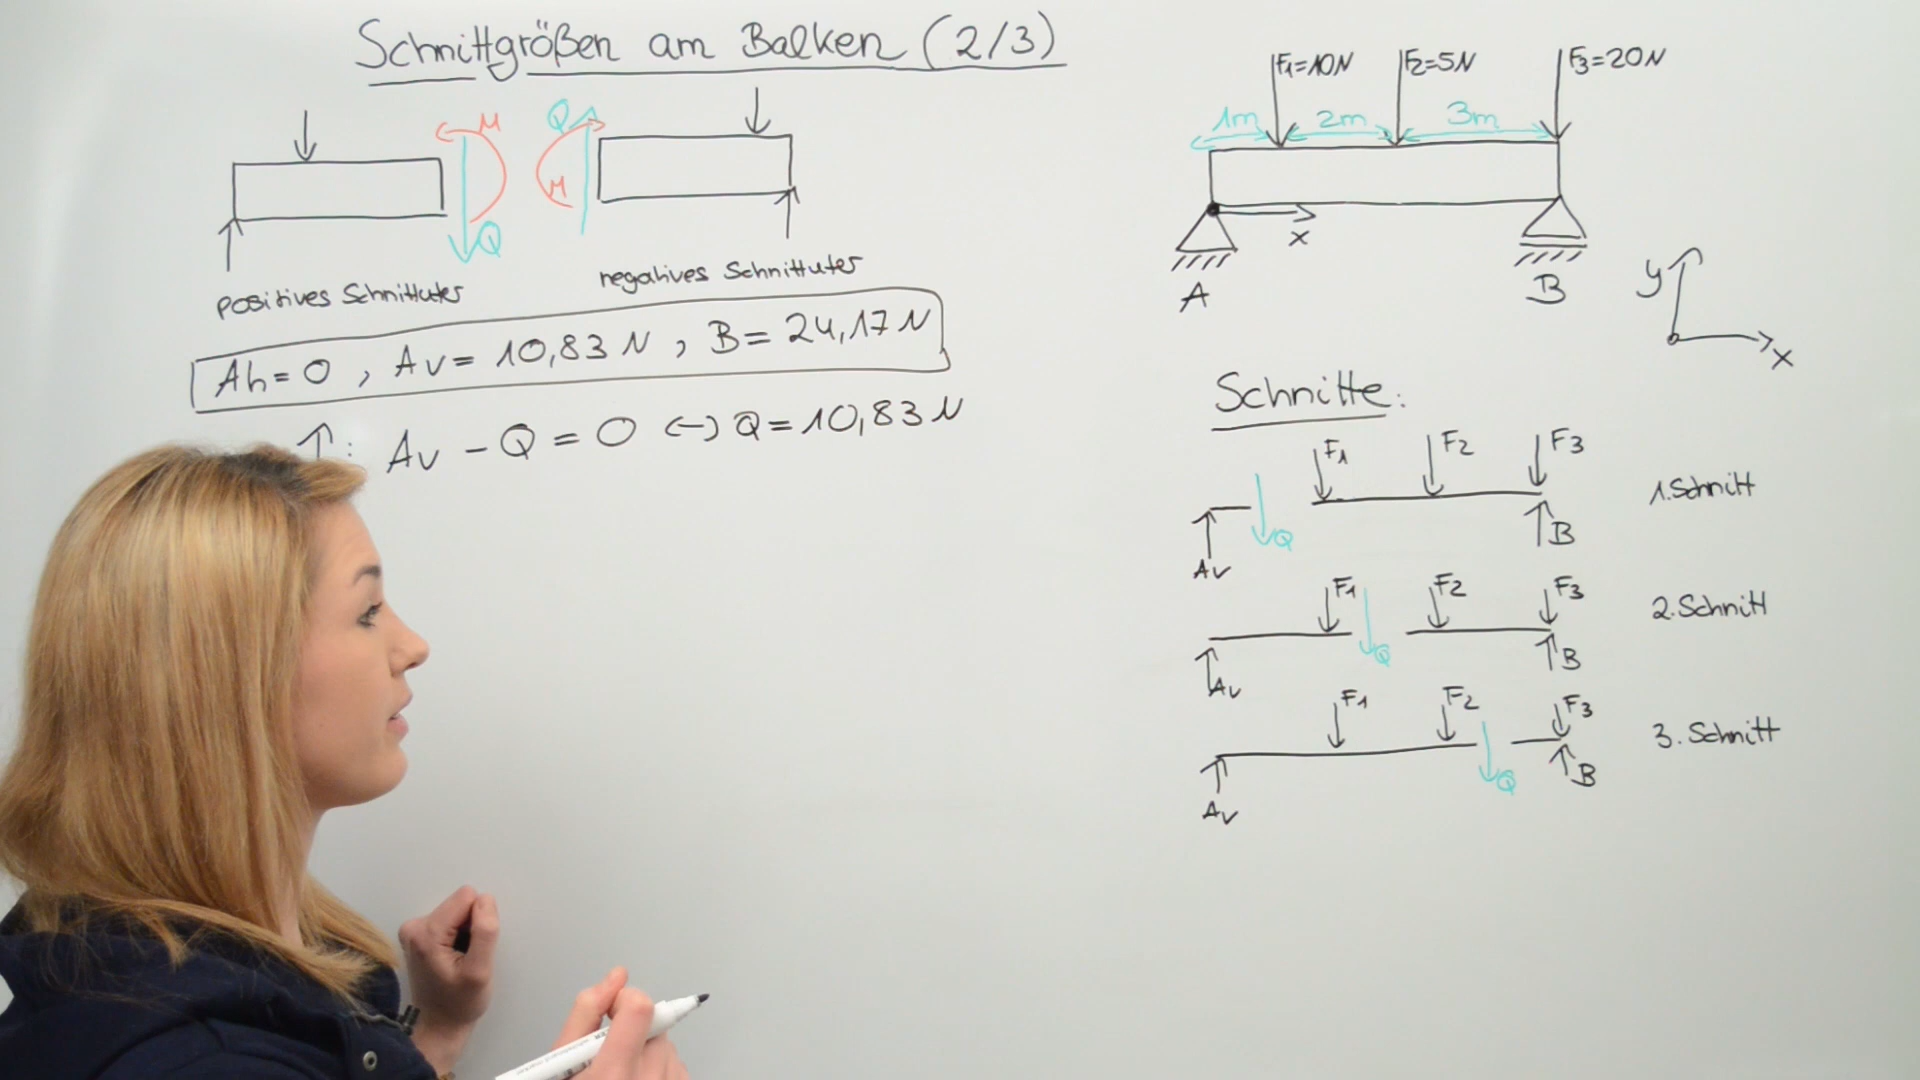 Schnittgrößen am Balken (2/3)
M
Q
Q
M
positives Schnittufer
negatives Schnittufer
Ah = 0 , Av = 10,83 N , B = 24,17 N
↑: Av - Q = 0 <-> Q = 10,83 N
F1=10N
F2=5N
F3=20N
1m
2m
3m
x
A
B
y
x
Schnitte:
F1
F2
F3
1. Schnitt
Q
B
Av
F1
F2
F3
2. Schnitt
Q
B
Av
F1
F2
F3
3. Schnitt
Q
B
Av